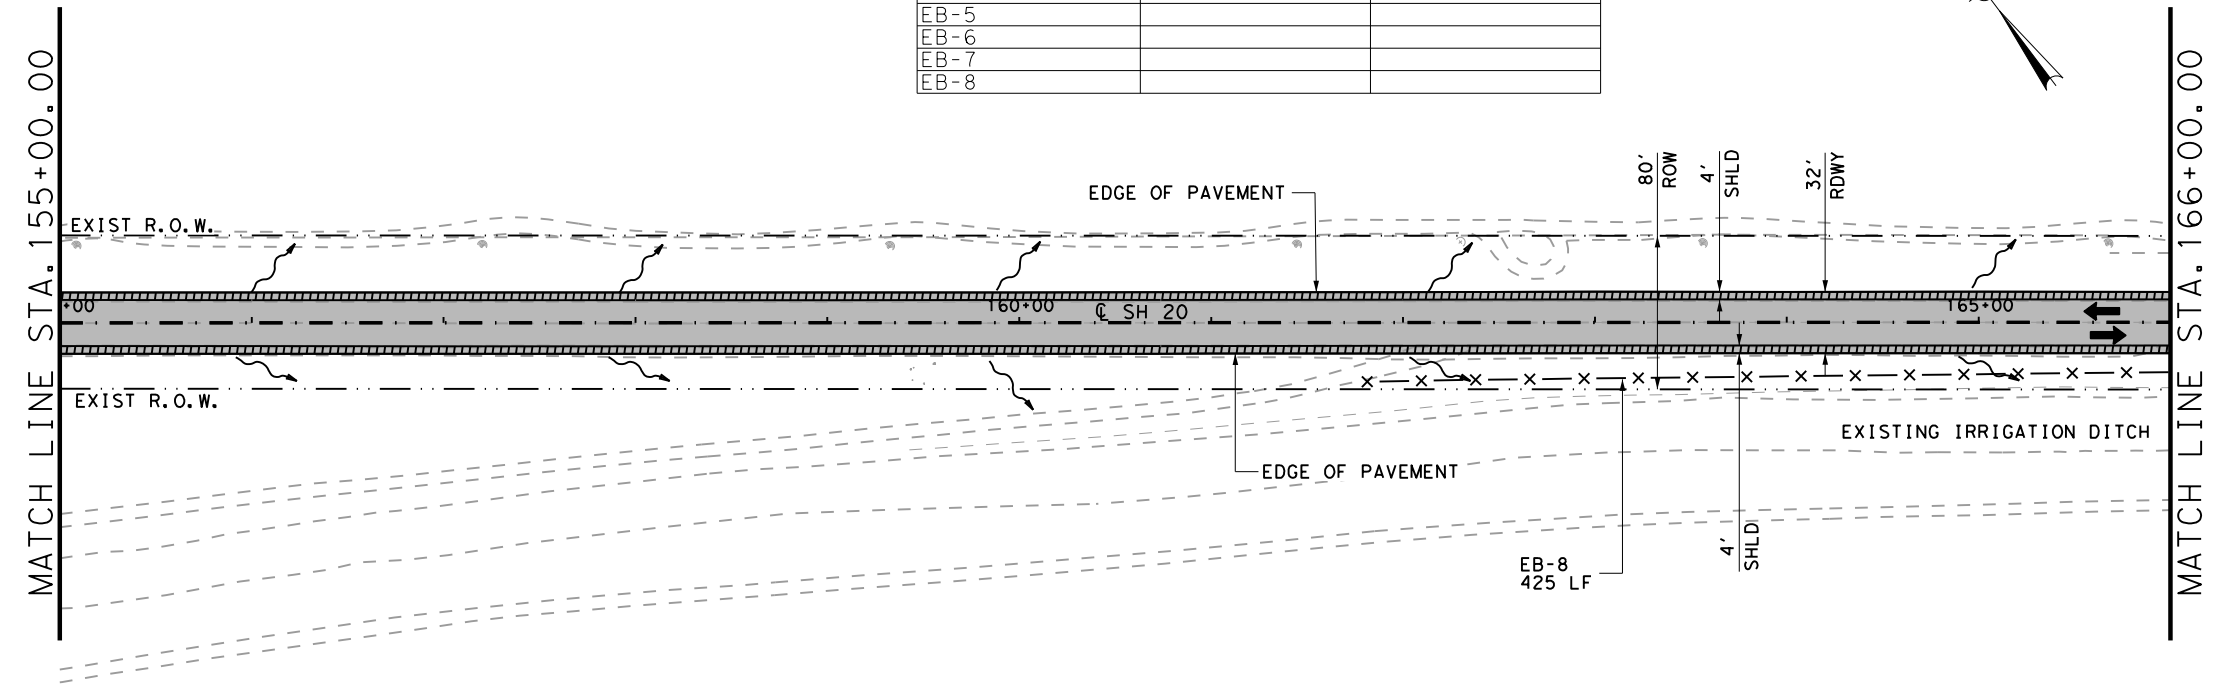 EB-5
EB-6
EB-7
EB-8
MATCH LINE STA. 155+00.00
MATCH LINE STA. 166+00.00
80'
ROW
4'
SHLD
32'
RDWY
EDGE OF PAVEMENT
EXIST R.O.W.
+00
160+00
℄ SH 20
165+00
EXIST R.O.W.
EXISTING IRRIGATION DITCH
EDGE OF PAVEMENT
4'
SHLD
EB-8
425 LF